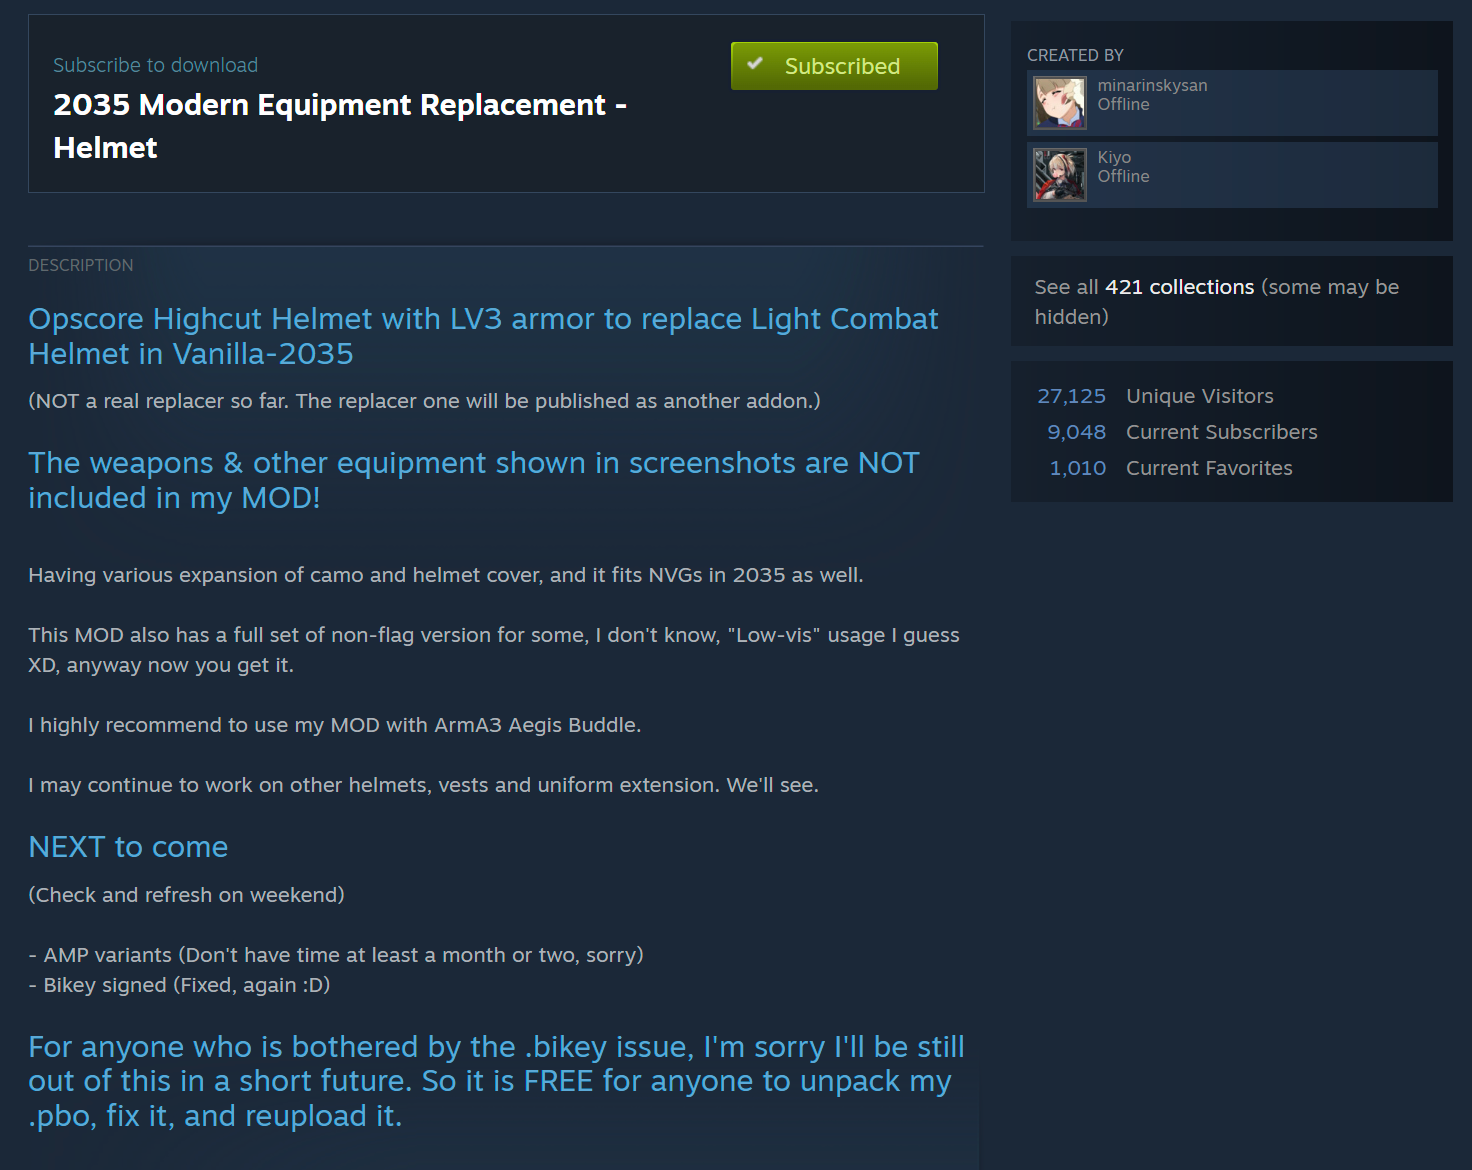 Subscribe to download
2035 Modern Equipment Replacement -
Helmet
Subscribed
DESCRIPTION
Opscore Highcut Helmet with LV3 armor to replace Light Combat
Helmet in Vanilla-2035
(NOT a real replacer so far. The replacer one will be published as another addon.)
The weapons & other equipment shown in screenshots are NOT
included in my MOD!
Having various expansion of camo and helmet cover, and it fits NVGs in 2035 as well.
This MOD also has a full set of non-flag version for some, I don't know, "Low-vis" usage I guess
XD, anyway now you get it.
I highly recommend to use my MOD with ArmA3 Aegis Buddle.
I may continue to work on other helmets, vests and uniform extension. We'll see.
NEXT to come
(Check and refresh on weekend)
- AMP variants (Don't have time at least a month or two, sorry)
- Bikey signed (Fixed, again :D)
For anyone who is bothered by the .bikey issue, I'm sorry I'll be still
out of this in a short future. So it is FREE for anyone to unpack my
.pbo, fix it, and reupload it.
CREATED BY
minarinskysan
Offline
Kiyo
Offline
See all 421 collections (some may be
hidden)
27,125 Unique Visitors
9,048 Current Subscribers
1,010 Current Favorites